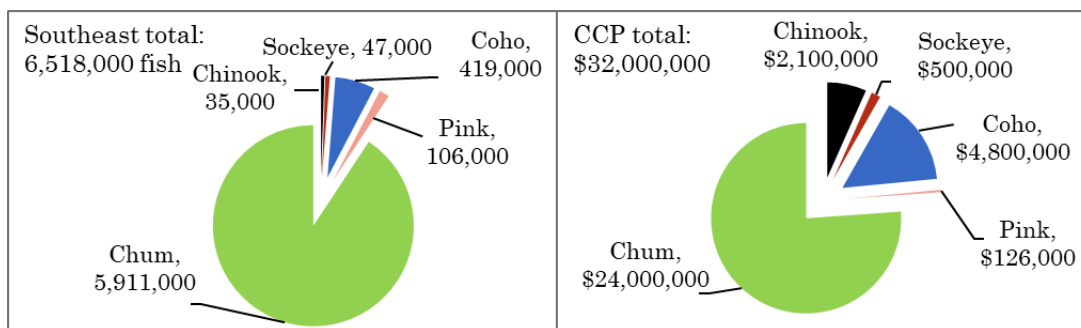 Southeast total:
6,518,000 fish
Sockeye, 47,000
Chinook,
35,000
Coho,
419,000
Pink,
106,000
Chum,
5,911,000
CCP total:
$32,000,000
Chinook,
$2,100,000
Sockeye,
$500,000
Coho,
$4,800,000
Pink,
$126,000
Chum,
$24,000,000